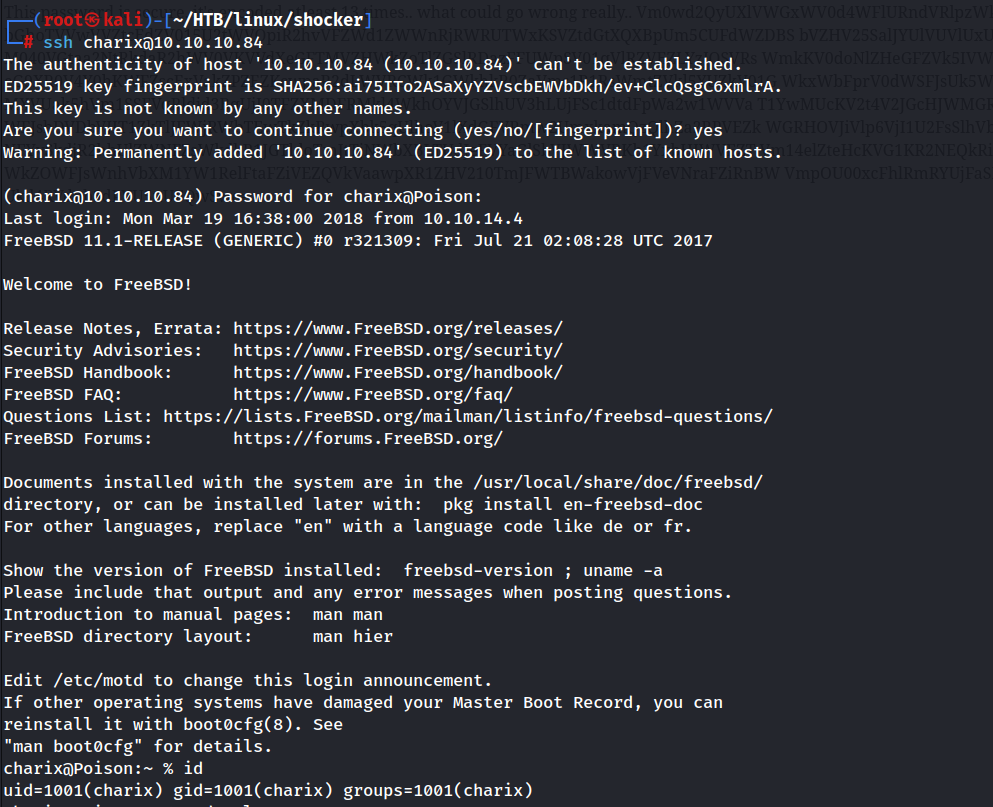 (root㉿kali)-[~/HTB/linux/shocker]
# ssh charix@10.10.10.84
The authenticity of host '10.10.10.84 (10.10.10.84)' can't be established.
ED25519 key fingerprint is SHA256:ai75ITo2ASaXyYZVscbEWVbDkh/ev+ClcQsgC6xmlrA.
This key is not known by any other names.
Are you sure you want to continue connecting (yes/no/[fingerprint])? yes
Warning: Permanently added '10.10.10.84' (ED25519) to the list of known hosts.
(charix@10.10.10.84) Password for charix@Poison:
Last login: Mon Mar 19 16:38:00 2018 from 10.10.14.4
FreeBSD 11.1-RELEASE (GENERIC) #0 r321309: Fri Jul 21 02:08:28 UTC 2017
Welcome to FreeBSD!
Release Notes, Errata: https://www.FreeBSD.org/releases/
Security Advisories: https://www.FreeBSD.org/security/
FreeBSD Handbook: https://www.FreeBSD.org/handbook/
FreeBSD FAQ: https://www.FreeBSD.org/faq/
Questions List: https://lists.FreeBSD.org/mailman/listinfo/freebsd-questions/
FreeBSD Forums: https://forums.FreeBSD.org/
Documents installed with the system are in the /usr/local/share/doc/freebsd/
directory, or can be installed later with: pkg install en-freebsd-doc
For other languages, replace "en" with a language code like de or fr.
Show the version of FreeBSD installed: freebsd-version ; uname -a
Please include that output and any error messages when posting questions.
Introduction to manual pages: man man
FreeBSD directory layout: man hier
Edit /etc/motd to change this login announcement.
If other operating systems have damaged your Master Boot Record, you can
reinstall it with boot0cfg(8). See
"man boot0cfg" for details.
charix@Poison:~ % id
uid=1001(charix) gid=1001(charix) groups=1001(charix)